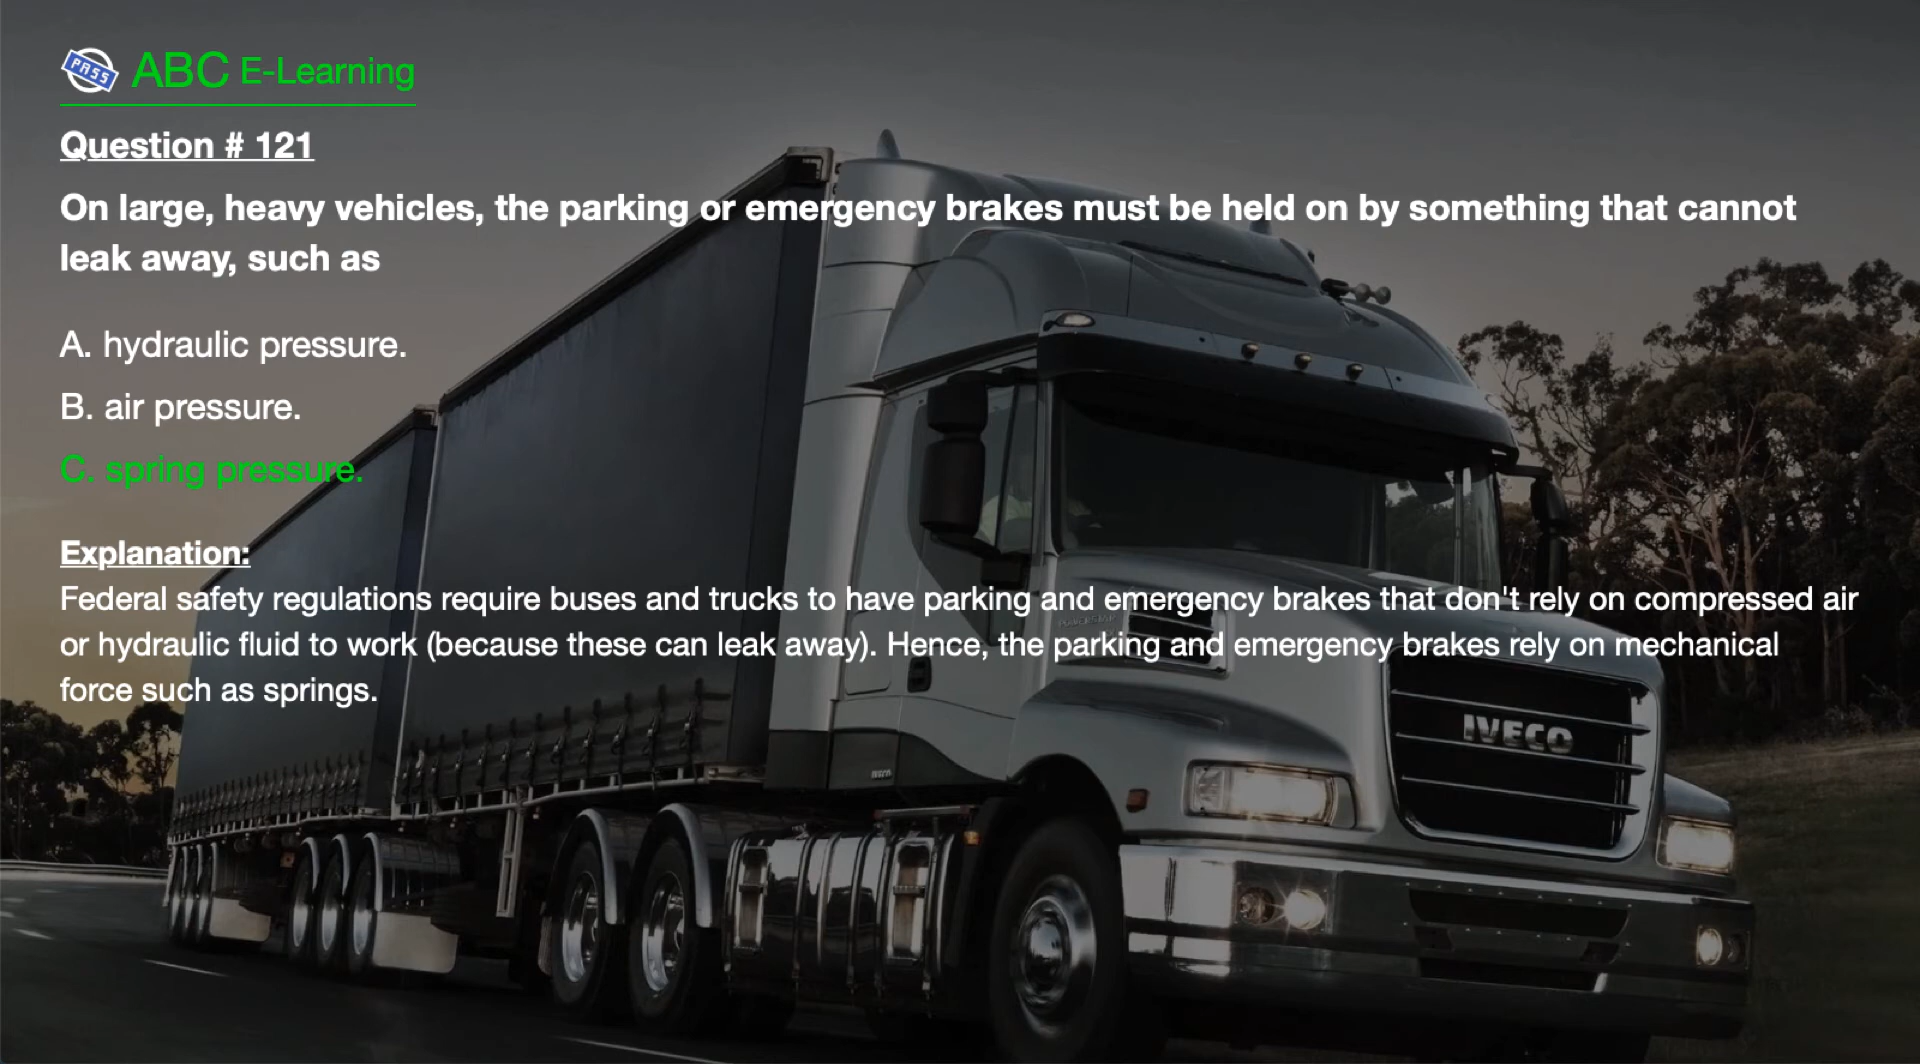 PASS ABC E-Learning
Question # 121
On large, heavy vehicles, the parking or emergency brakes must be held on by something that cannot
leak away, such as
A. hydraulic pressure.
B. air pressure.
C. spring pressure.
Explanation:
Federal safety regulations require buses and trucks to have parking and emergency brakes that don't rely on compressed air
or hydraulic fluid to work (because these can leak away). Hence, the parking and emergency brakes rely on mechanical
force such as springs.
IVECO